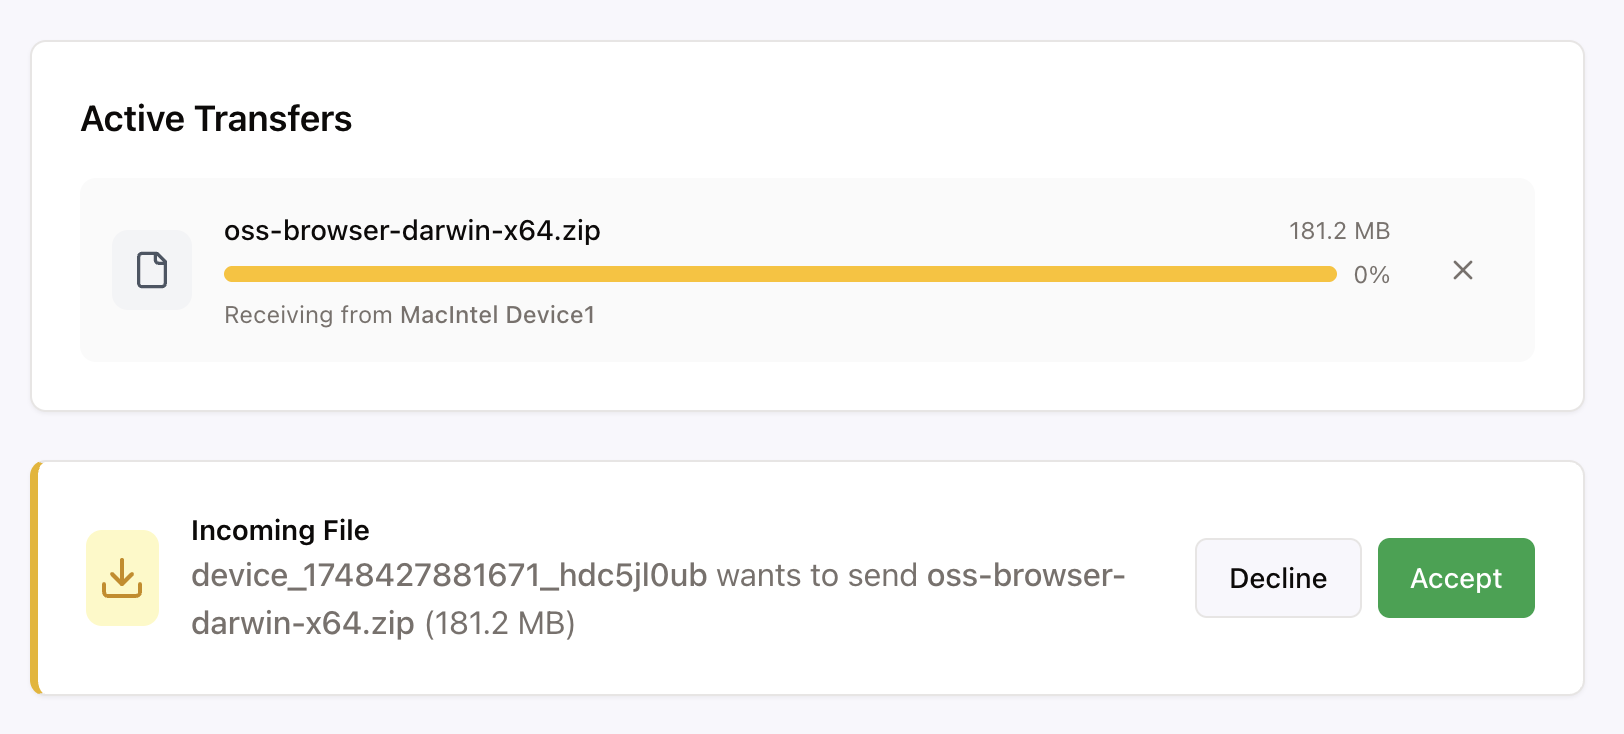 Active Transfers
oss-browser-darwin-x64.zip
181.2 MB
0%
Receiving from MacIntel Device1
Incoming File
device_1748427881671_hdc5jl0ub wants to send oss-browser-
darwin-x64.zip (181.2 MB)
Decline
Accept